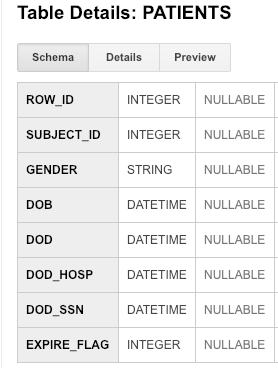 Table Details: PATIENTS
Schema Details Preview
ROW_ID INTEGER NULLABLE
SUBJECT_ID INTEGER NULLABLE
GENDER STRING NULLABLE
DOB DATETIME NULLABLE
DOD DATETIME NULLABLE
DOD_HOSP DATETIME NULLABLE
DOD_SSN DATETIME NULLABLE
EXPIRE_FLAG INTEGER NULLABLE